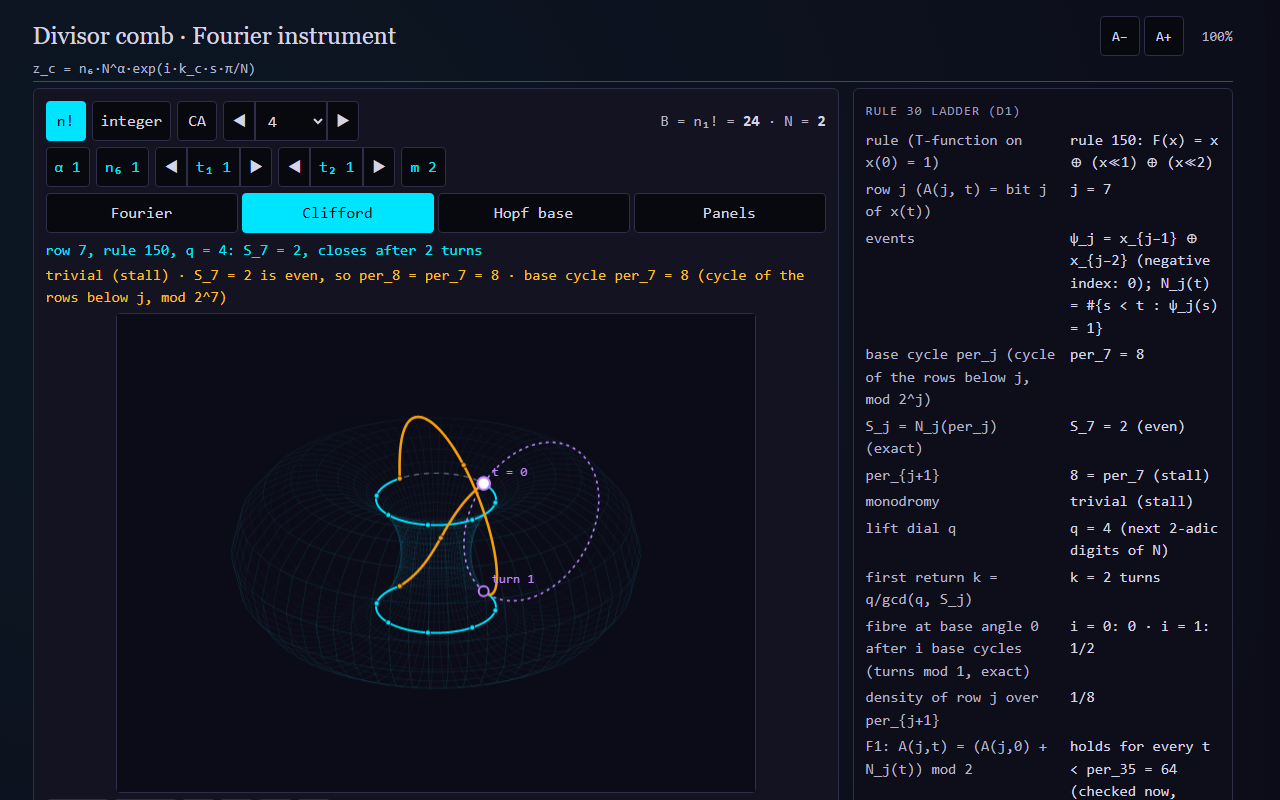 Divisor comb · Fourier instrument
A−  A+  100%
z_c = n₆·N^α·exp(i·k_c·s·π/N)
n!  integer  CA  ◀  4  ▶  B = n₁! = 24 · N = 2
α 1  n₆ 1  ◀  t₁ 1  ▶  ◀  t₂ 1  ▶  m 2
Fourier  Clifford  Hopf base  Panels
row 7, rule 150, q = 4: S_7 = 2, closes after 2 turns
trivial (stall) · S_7 = 2 is even, so per_8 = per_7 = 8 · base cycle per_7 = 8 (cycle of the
rows below j, mod 2^7)
t = 0
turn 1
RULE 30 LADDER (D1)
rule (T-function on
x(0) = 1)
rule 150: F(x) = x
⊕ (x≪1) ⊕ (x≪2)
row j (A(j, t) = bit j
of x(t))
j = 7
events
ψ_j = x_{j−1} ⊕
x_{j−2} (negative
index: 0); N_j(t)
= #{s < t : ψ_j(s)
= 1}
base cycle per_j (cycle
of the rows below j,
mod 2^j)
per_7 = 8
S_j = N_j(per_j)
(exact)
S_7 = 2 (even)
per_{j+1}
8 = per_7 (stall)
monodromy
trivial (stall)
lift dial q
q = 4 (next 2-adic
digits of N)
first return k =
q/gcd(q, S_j)
k = 2 turns
fibre at base angle 0
after i base cycles
(turns mod 1, exact)
i = 0: 0 · i = 1:
1/2
density of row j over
per_{j+1}
1/8
F1: A(j,t) = (A(j,0) +
N_j(t)) mod 2
holds for every t
< per_35 = 64
(checked now,